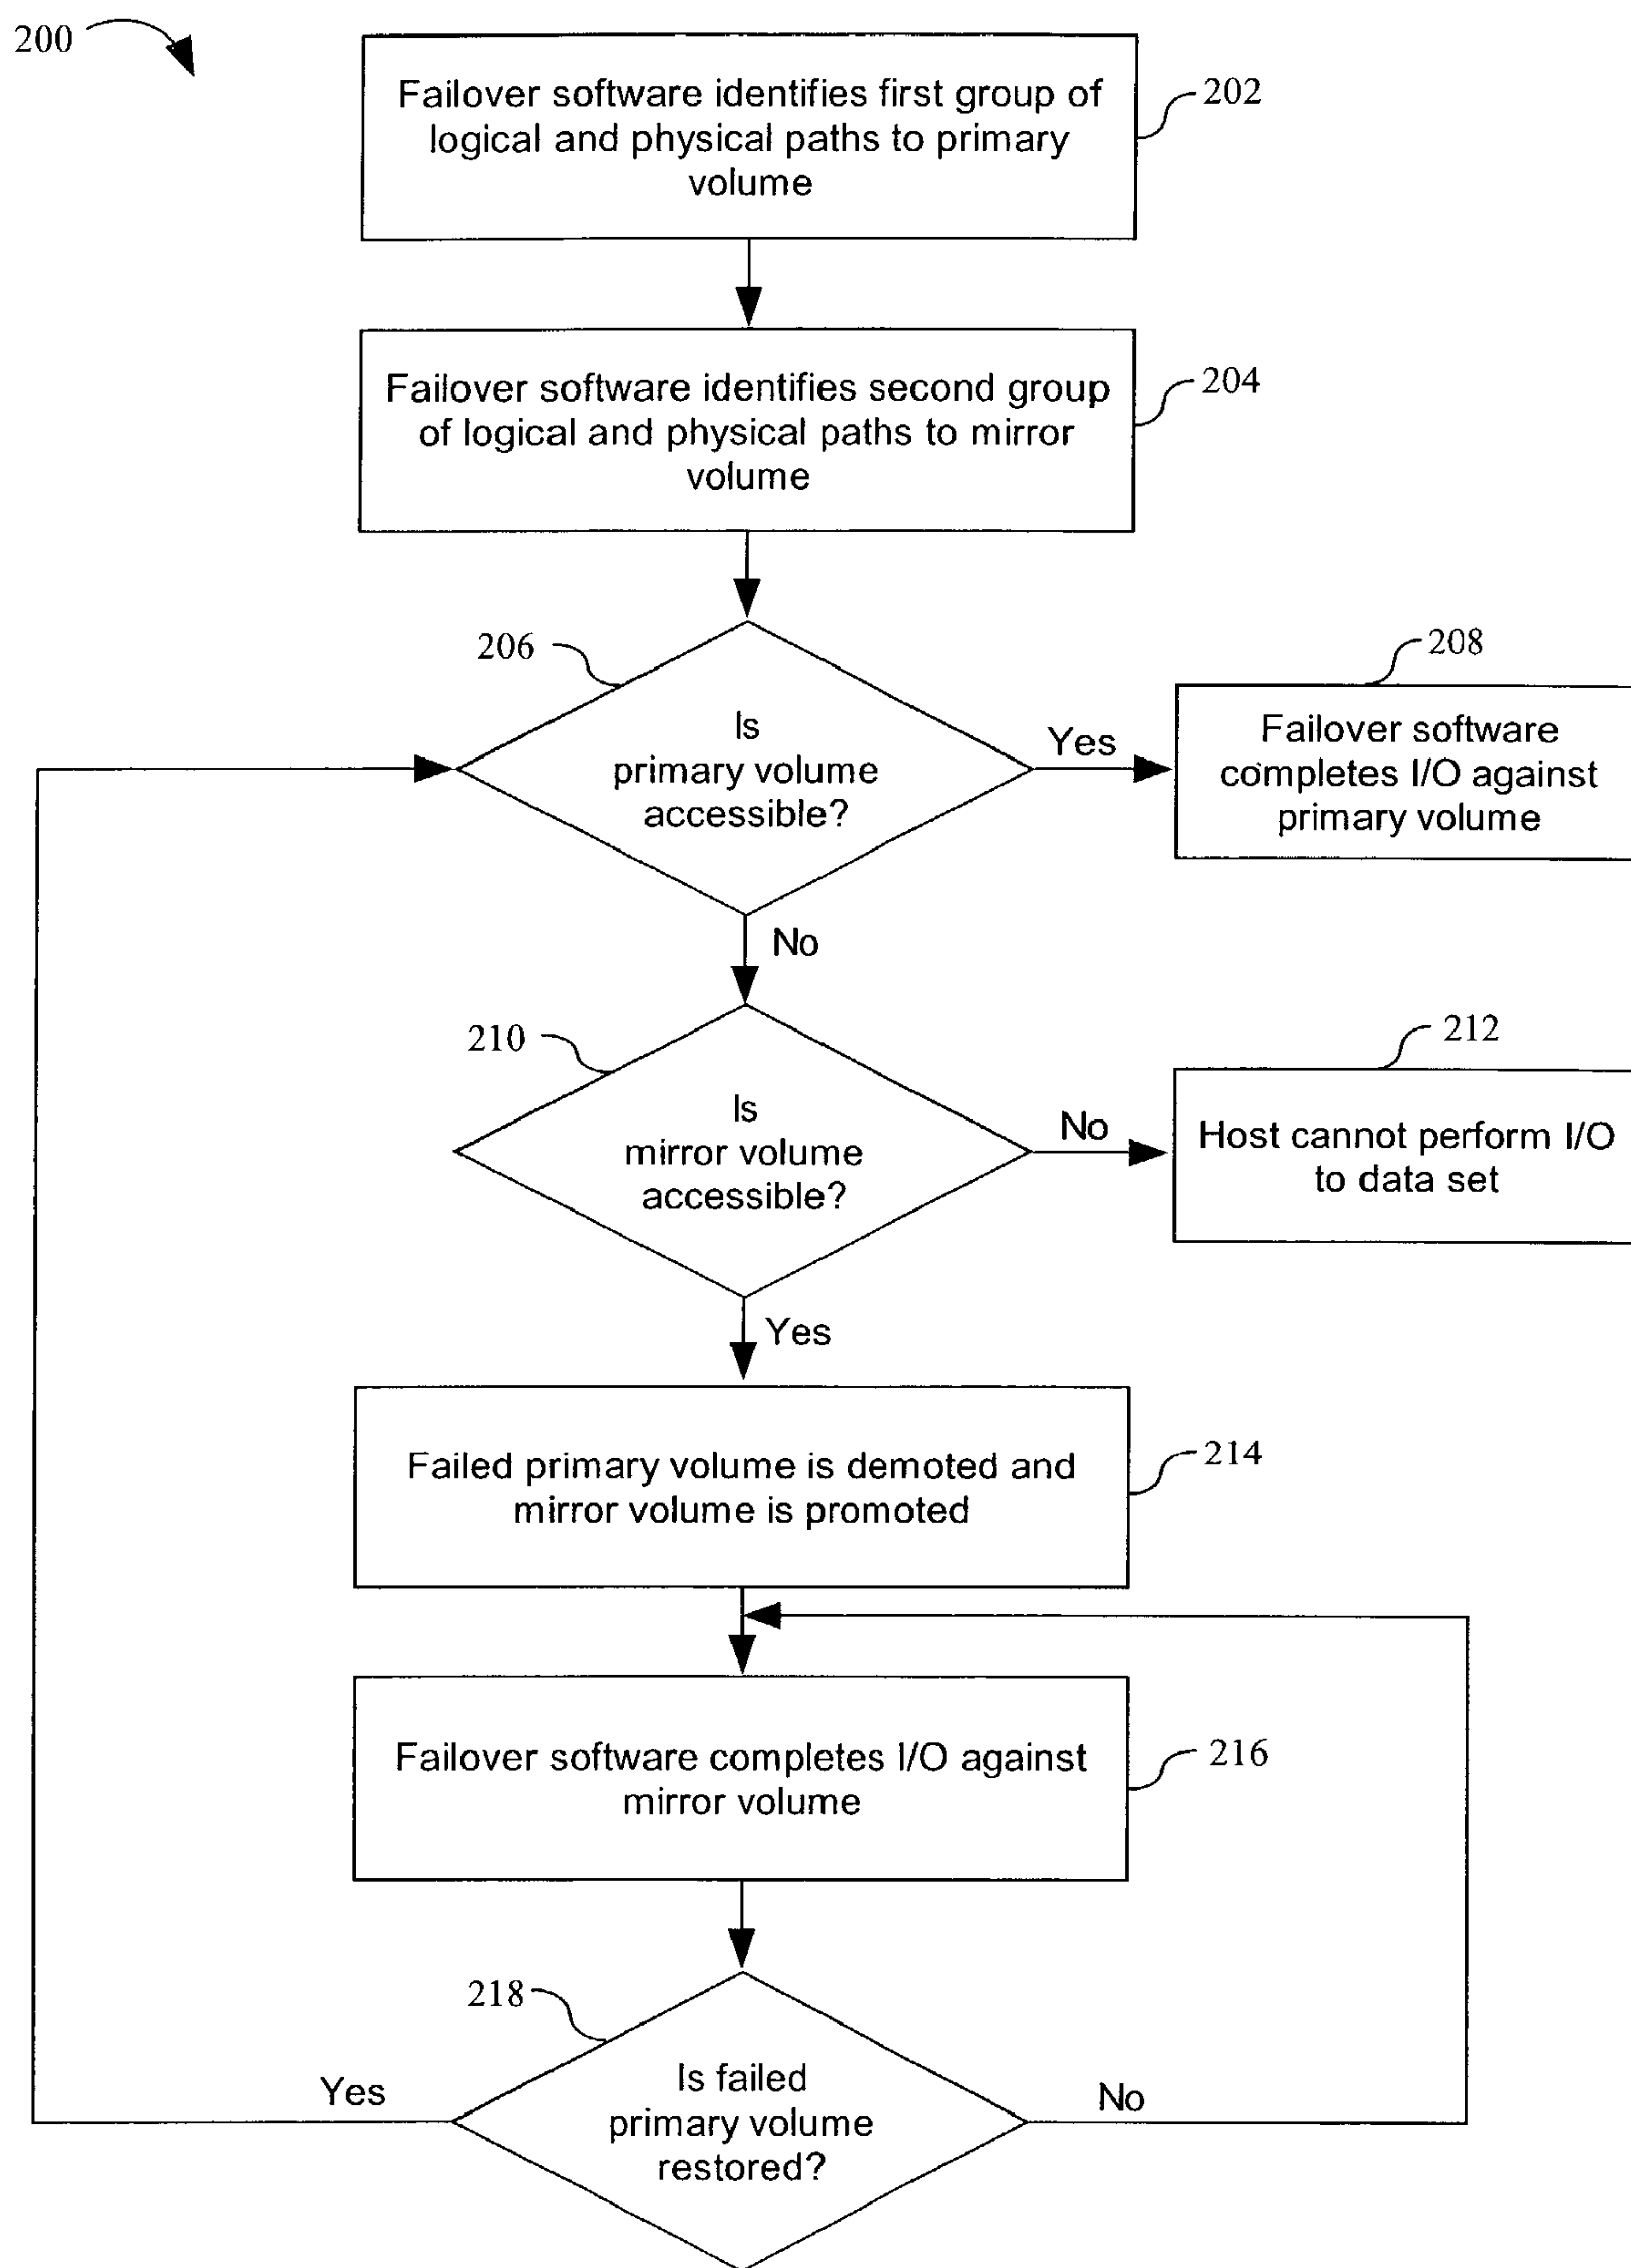 200
Failover software identifies first group of
logical and physical paths to primary
volume
202
Failover software identifies second group
of logical and physical paths to mirror
volume
204
206
Is
primary volume
accessible?
Yes
208
Failover software
completes I/O against
primary volume
No
210
Is
mirror volume
accessible?
No
212
Host cannot perform I/O
to data set
Yes
Failed primary volume is demoted and
mirror volume is promoted
214
Failover software completes I/O against
mirror volume
216
218
Is failed
primary volume
restored?
Yes
No